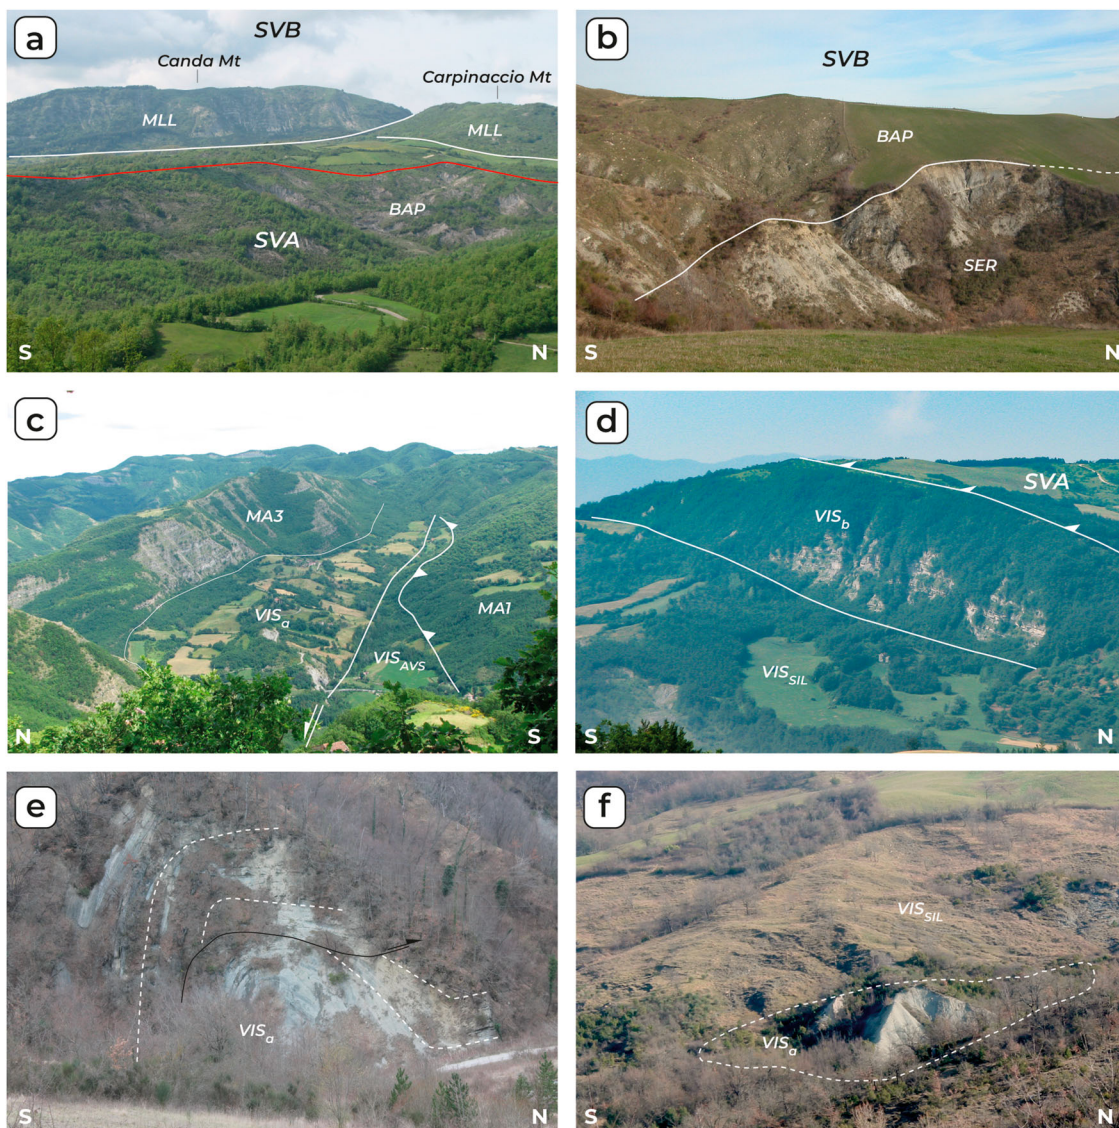 a
SVB
Canda Mt
Carpinaccio Mt
MLL
MLL
BAP
SVA
S
N
b
SVB
BAP
SER
S
N
c
MA3
VISa
MA1
VISAVS
N
S
d
SVA
VISb
VISSIL
S
N
e
VISa
S
N
f
VISSIL
VISa
S
N